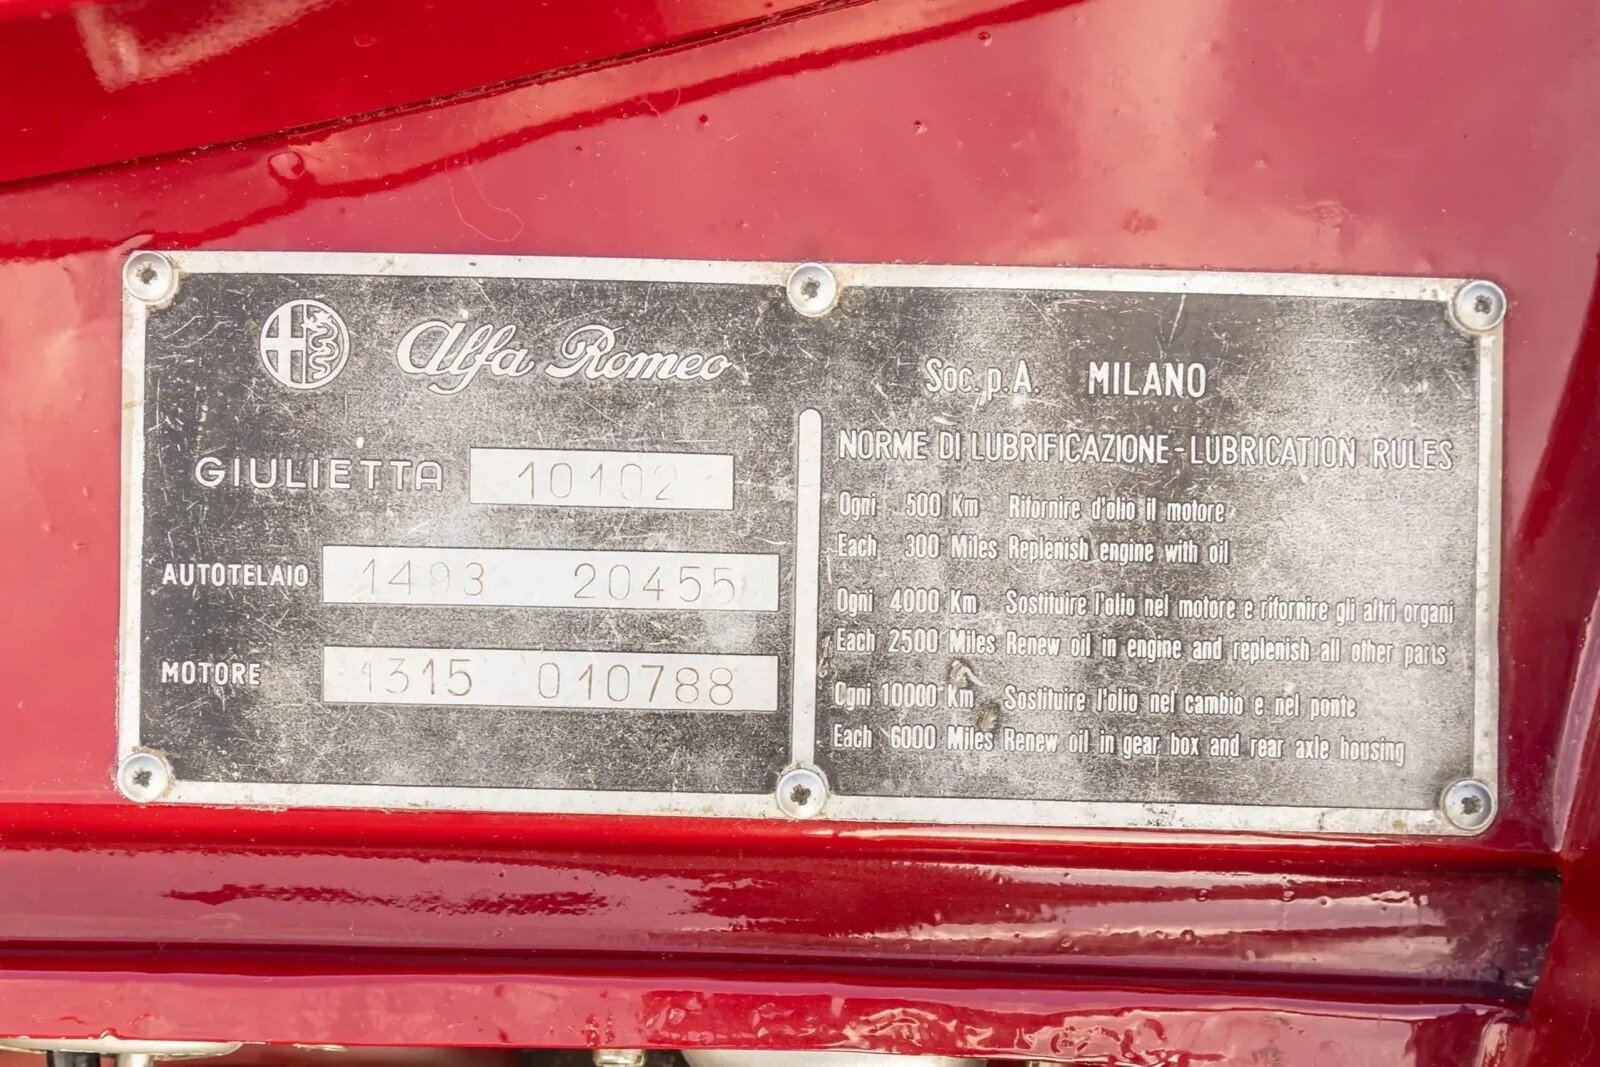 Alfa Romeo
GIULIETTA 10102
AUTOTELAIO 1493 20455
MOTORE 1315 010788
Soc.p.A. MILANO
NORME DI LUBRIFICAZIONE-LUBRICATION RULES
Ogni 500 Km Rifornire d'olio il motore
Each 300 Miles Replenish engine with oil
Ogni 4000 Km Sostituire l'olio nel motore e rifornire gli altri organi
Each 2500 Miles Renew oil in engine and replenish all other parts
Ogni 10000 Km Sostituire l'olio nel cambio e nel ponte
Each 6000 Miles Renew oil in gear box and rear axle housing